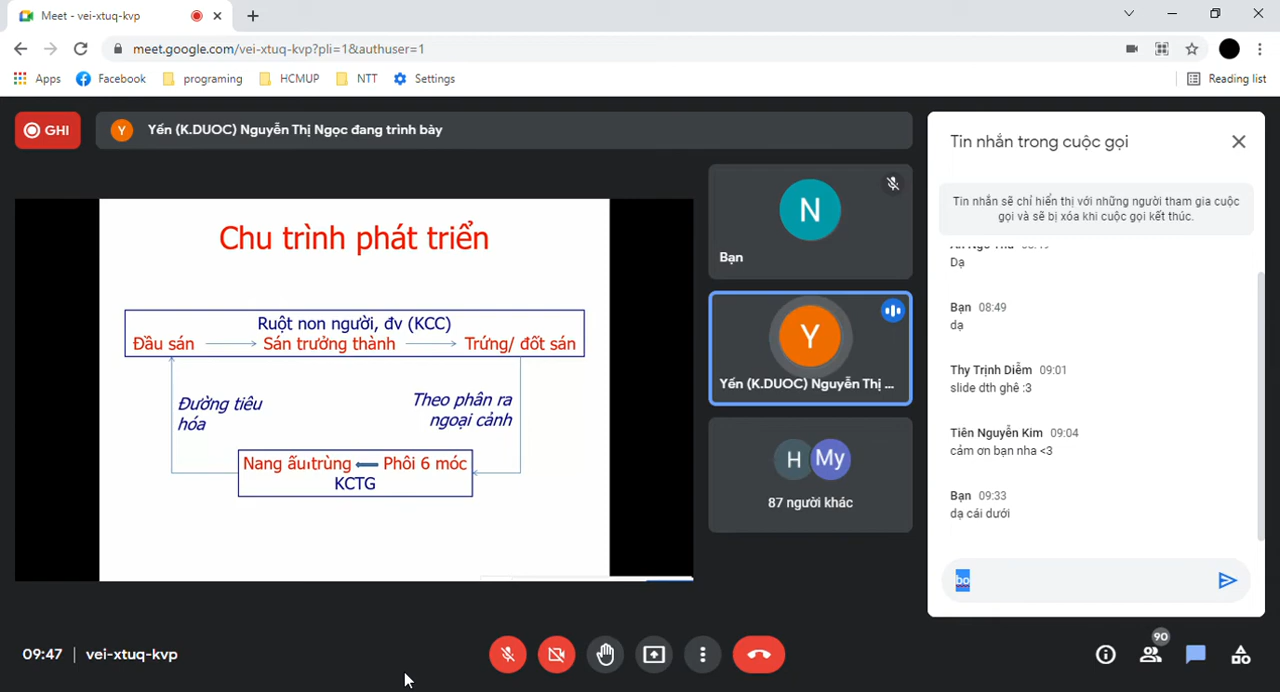 Meet - vei-xtuq-kvp
meet.google.com/vei-xtuq-kvp?pli=1&authuser=1
Apps Facebook programing HCMUP NTT Settings Reading list
GHI
Y Yến (K.DUOC) Nguyễn Thị Ngọc đang trình bày
Chu trình phát triển
Ruột non người, đv (KCC)
Đầu sán Sán trưởng thành Trứng/ đốt sán
Đường tiêu
hóa
Theo phân ra
ngoại cảnh
Nang ấu trùng Phôi 6 móc
KCTG
N
Bạn
Y
Yến (K.DUOC) Nguyễn Thị ...
H My
87 người khác
Tin nhắn trong cuộc gọi
Tin nhắn sẽ chỉ hiển thị với những người tham gia cuộc
gọi và sẽ bị xóa khi cuộc gọi kết thúc.
Dạ
Bạn 08:49
dạ
Thy Trịnh Diễm 09:01
slide dth ghê :3
Tiên Nguyễn Kim 09:04
cảm ơn bạn nha <3
Bạn 09:33
dạ cái dưới
bo
09:47 | vei-xtuq-kvp
90